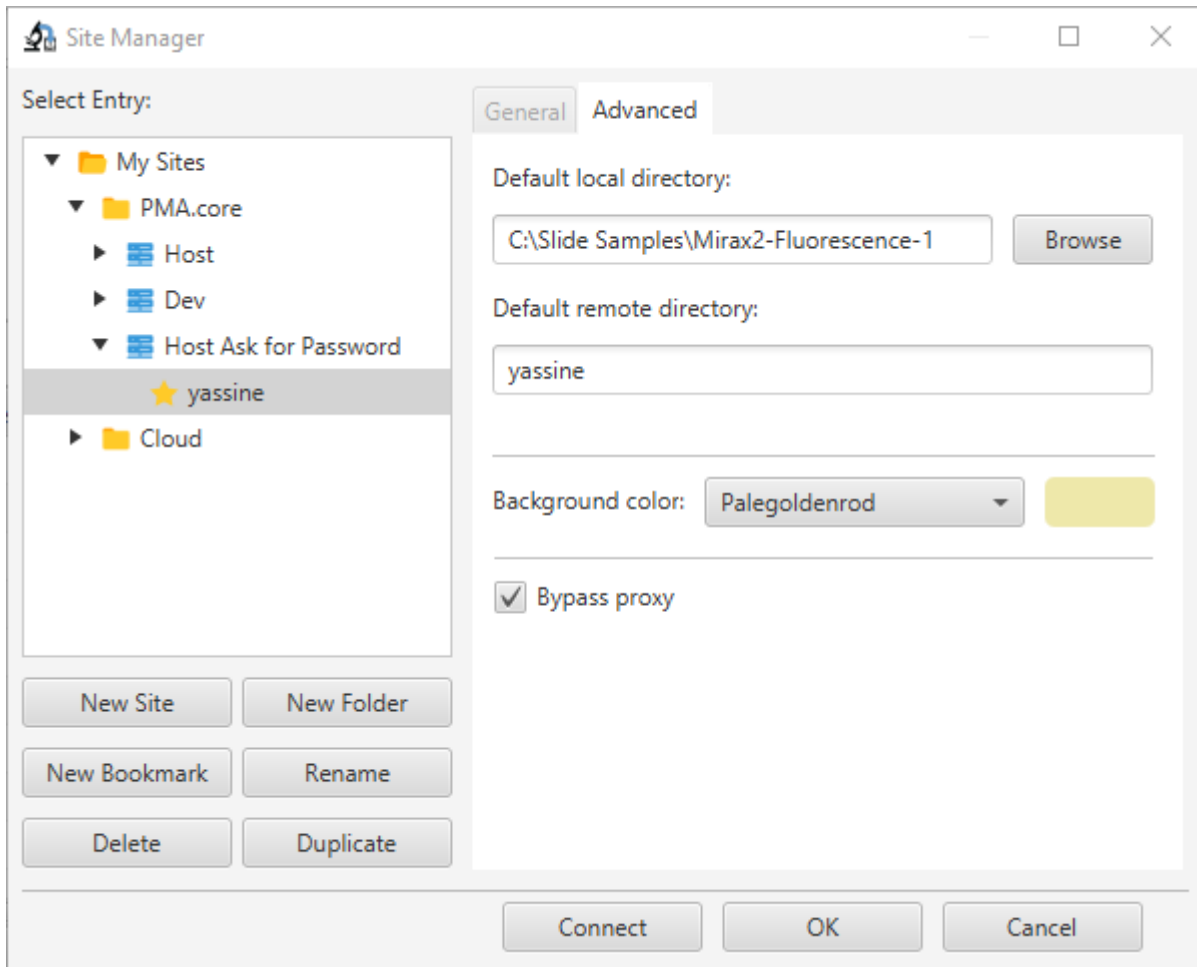 Site Manager
Select Entry:
My Sites
PMA.core
Host
Dev
Host Ask for Password
yassine
Cloud
New Site
New Folder
New Bookmark
Rename
Delete
Duplicate
General
Advanced
Default local directory:
C:\Slide Samples\Mirax2-Fluorescence-1
Browse
Default remote directory:
yassine
Background color:
Palegoldenrod
Bypass proxy
Connect
OK
Cancel